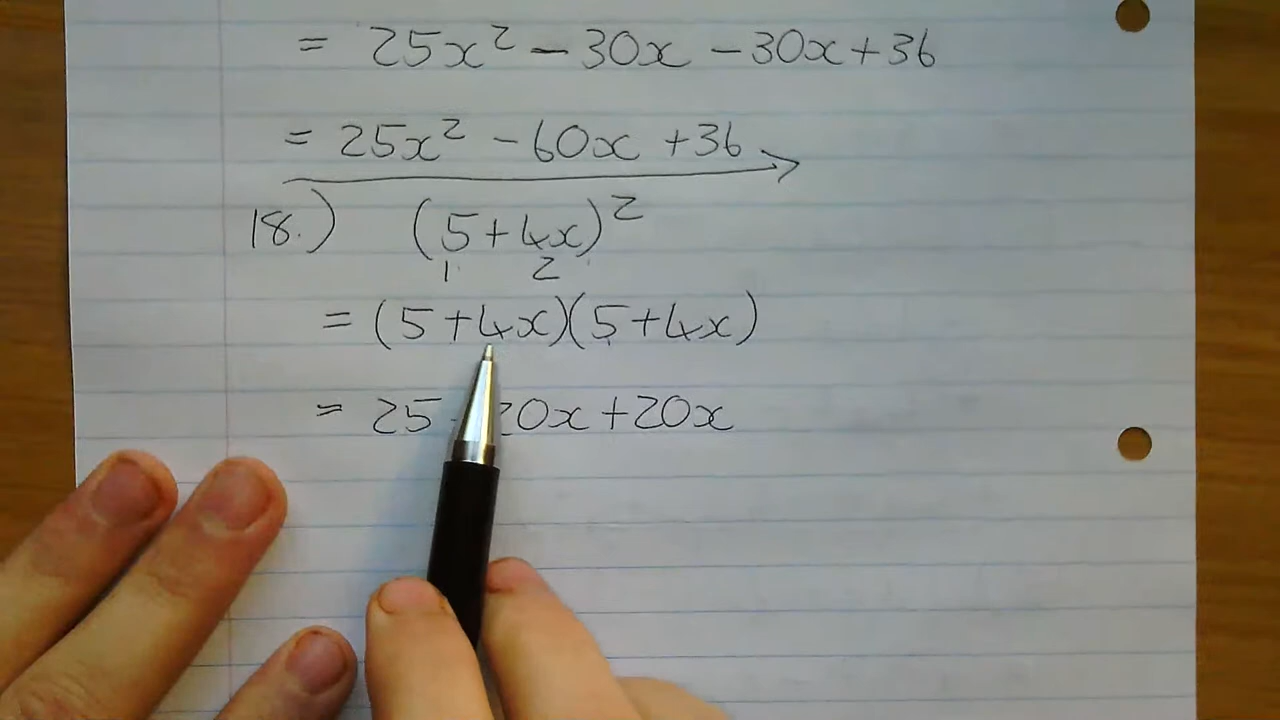 = 25x² - 30x - 30x + 36
= 25x² - 60x + 36
18.) (5+4x)²
1 2
= (5+4x)(5+4x)
= 25 20x + 20x